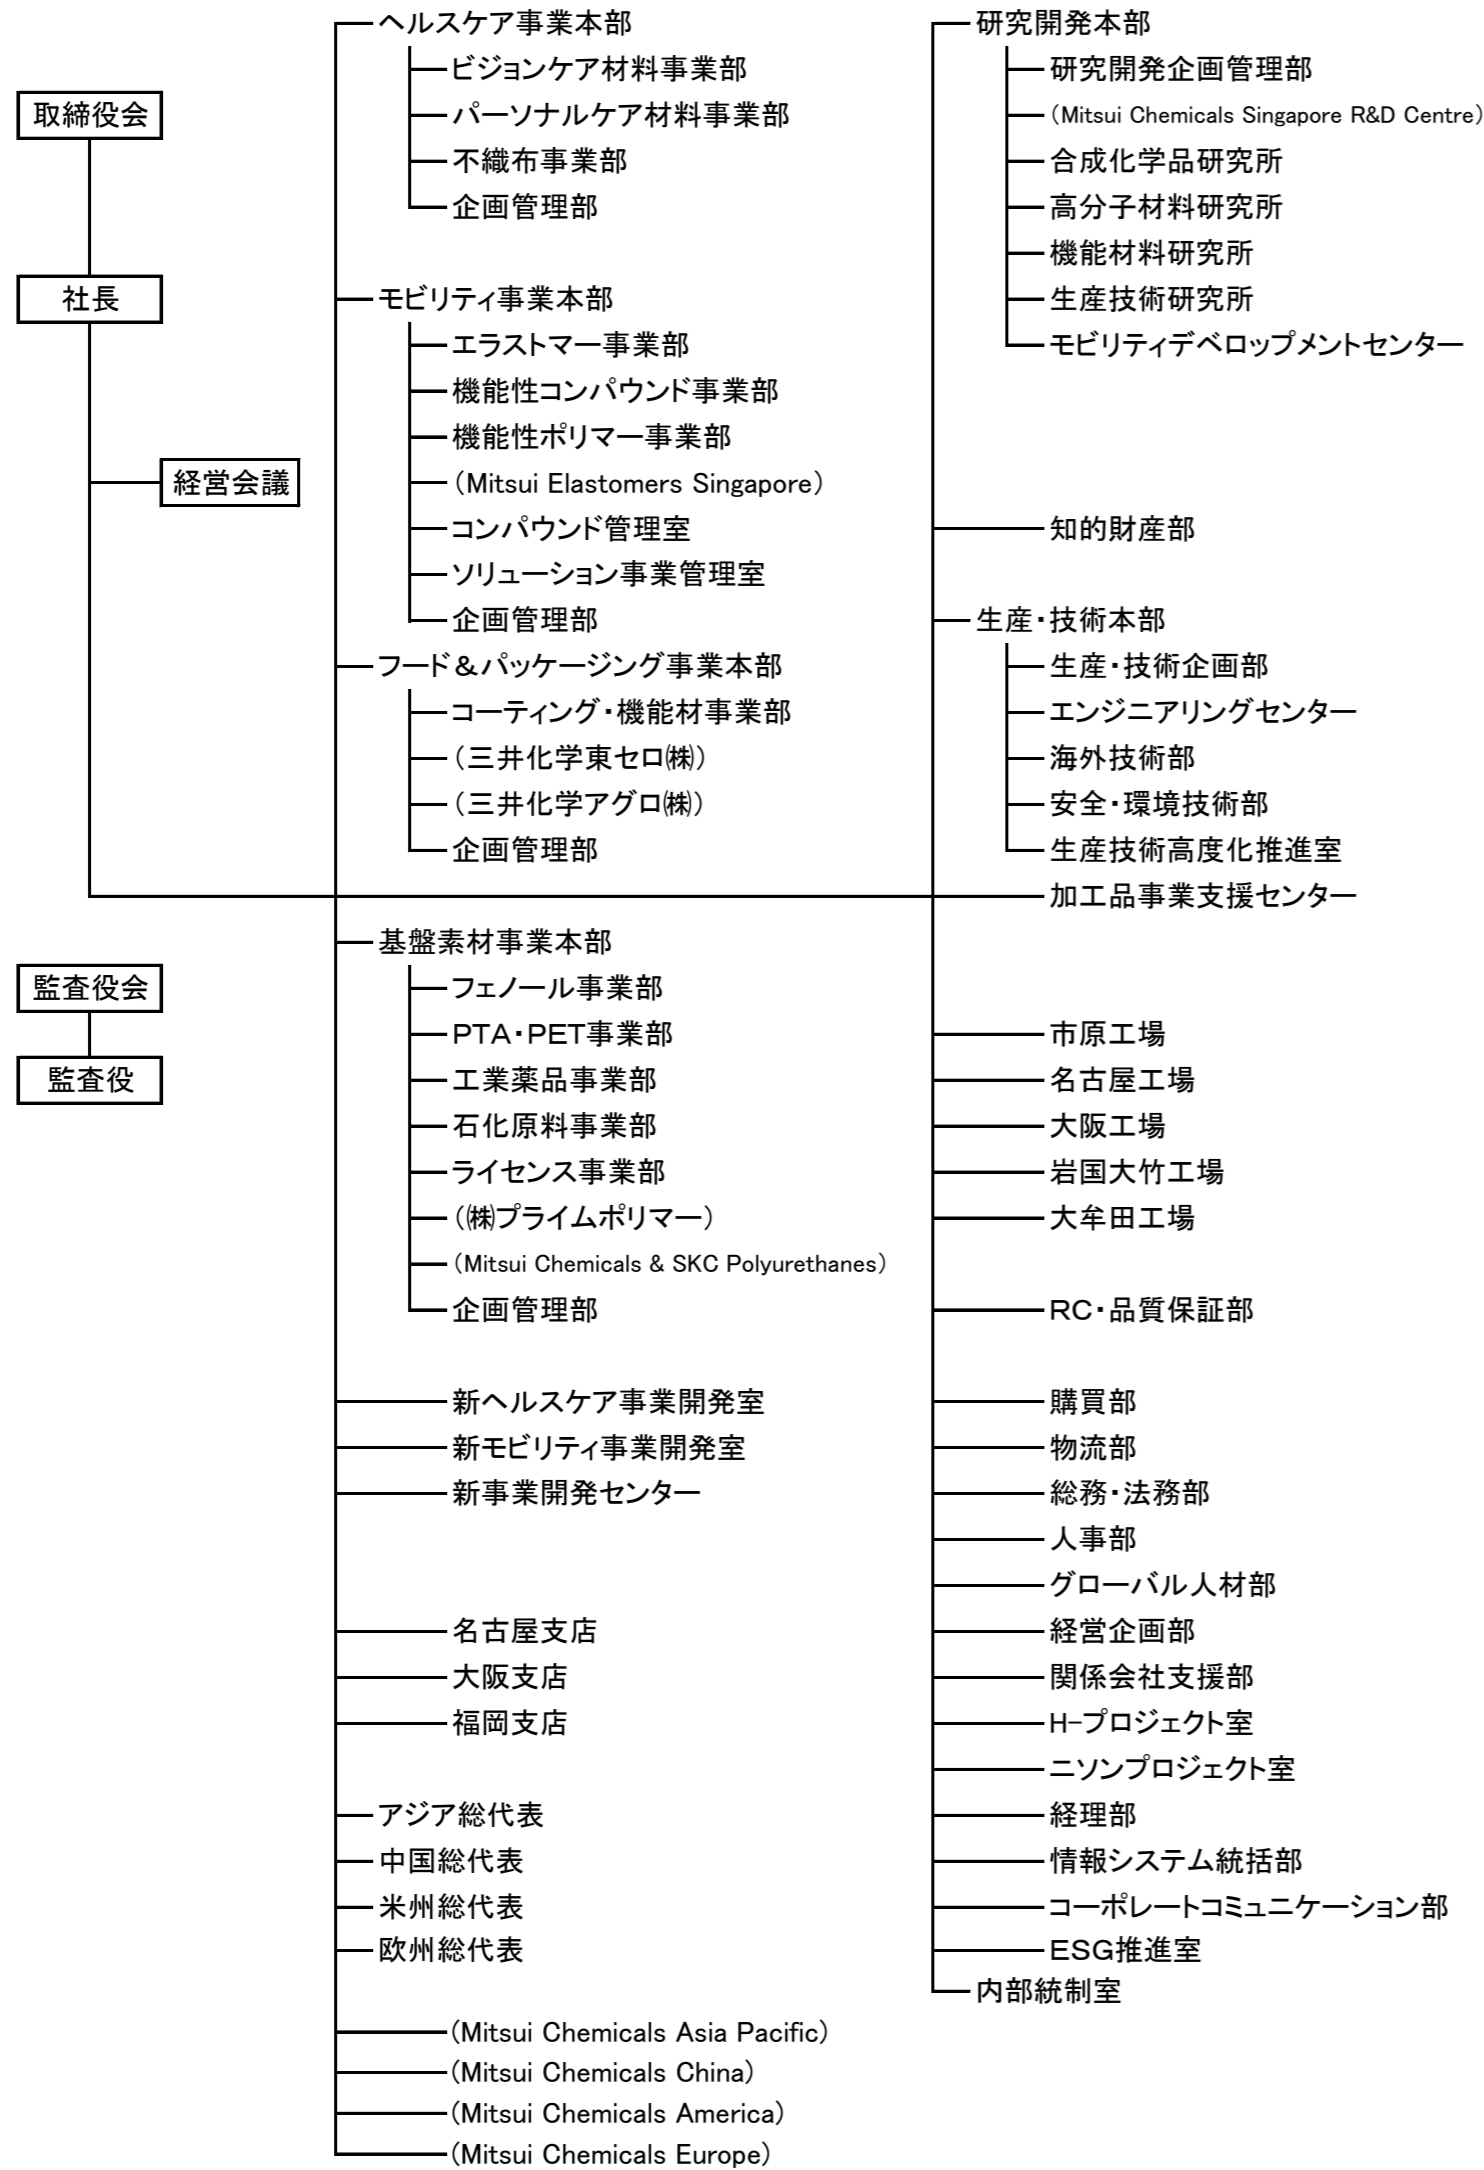 取締役会
社長
経営会議
監査役会
監査役
ヘルスケア事業本部
ビジョンケア材料事業部
パーソナルケア材料事業部
不織布事業部
企画管理部
モビリティ事業本部
エラストマー事業部
機能性コンパウンド事業部
機能性ポリマー事業部
(Mitsui Elastomers Singapore)
コンパウンド管理室
ソリューション事業管理室
企画管理部
フード&パッケージング事業本部
コーティング・機能材事業部
(三井化学東セロ㈱)
(三井化学アグロ㈱)
企画管理部
基盤素材事業本部
フェノール事業部
PTA・PET事業部
工業薬品事業部
石化原料事業部
ライセンス事業部
(㈱プライムポリマー)
(Mitsui Chemicals & SKC Polyurethanes)
企画管理部
新ヘルスケア事業開発室
新モビリティ事業開発室
新事業開発センター
名古屋支店
大阪支店
福岡支店
アジア総代表
中国総代表
米州総代表
欧州総代表
(Mitsui Chemicals Asia Pacific)
(Mitsui Chemicals China)
(Mitsui Chemicals America)
(Mitsui Chemicals Europe)
研究開発本部
研究開発企画管理部
(Mitsui Chemicals Singapore R&D Centre)
合成化学品研究所
高分子材料研究所
機能材料研究所
生産技術研究所
モビリティデベロップメントセンター
知的財産部
生産・技術本部
生産・技術企画部
エンジニアリングセンター
海外技術部
安全・環境技術部
生産技術高度化推進室
加工品事業支援センター
市原工場
名古屋工場
大阪工場
岩国大竹工場
大牟田工場
RC・品質保証部
購買部
物流部
総務・法務部
人事部
グローバル人材部
経営企画部
関係会社支援部
H-プロジェクト室
ニソンプロジェクト室
経理部
情報システム統括部
コーポレートコミュニケーション部
ESG推進室
内部統制室